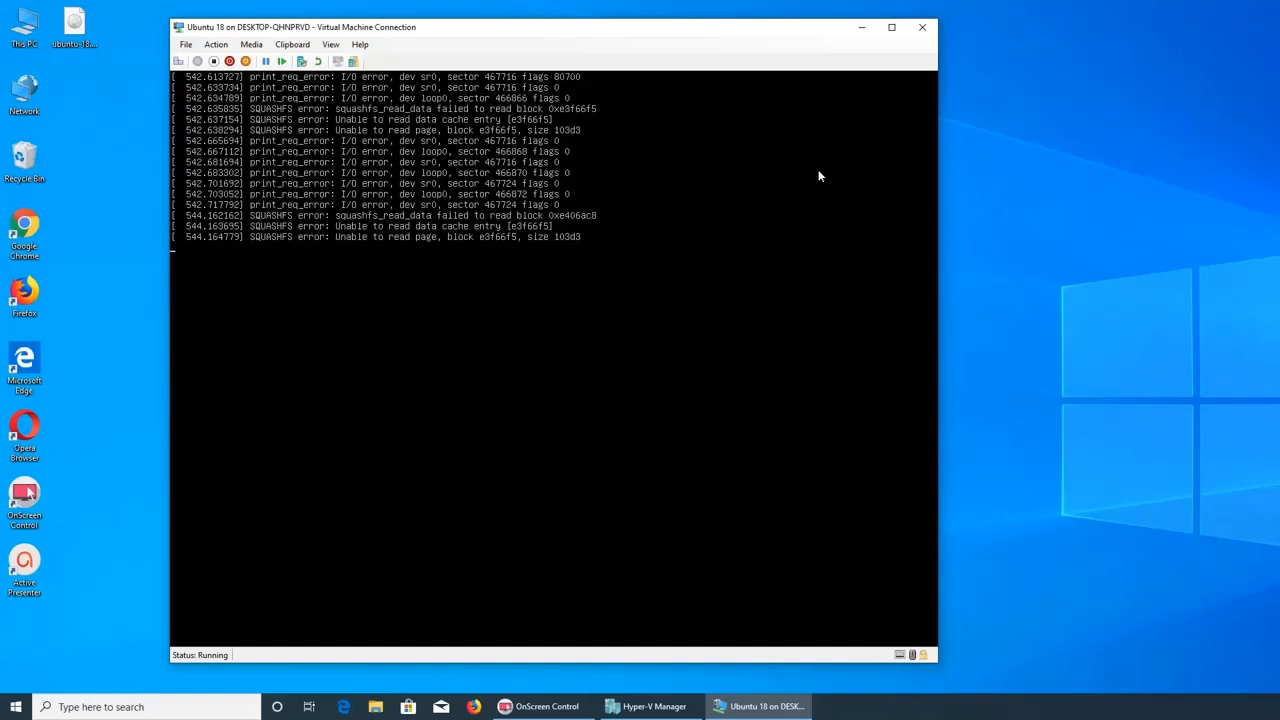 This PC
ubuntu-18....
Network
Recycle Bin
Google
Chrome
Firefox
Microsoft
Edge
Opera
Browser
OnScreen
Control
Active
Presenter
Ubuntu 18 on DESKTOP-QHNPRVD - Virtual Machine Connection
File Action Media Clipboard View Help
[  542.613727] print_req_error: I/O error, dev sr0, sector 467716 flags 80700
[  542.633734] print_req_error: I/O error, dev sr0, sector 467716 flags 0
[  542.634789] print_req_error: I/O error, dev loop0, sector 466866 flags 0
[  542.635835] SQUASHFS error: squashfs_read_data failed to read block 0xe3f66f5
[  542.637154] SQUASHFS error: Unable to read data cache entry [e3f66f5]
[  542.638294] SQUASHFS error: Unable to read page, block e3f66f5, size 103d3
[  542.665694] print_req_error: I/O error, dev sr0, sector 467716 flags 0
[  542.667112] print_req_error: I/O error, dev loop0, sector 466868 flags 0
[  542.681694] print_req_error: I/O error, dev sr0, sector 467716 flags 0
[  542.683302] print_req_error: I/O error, dev loop0, sector 466870 flags 0
[  542.701692] print_req_error: I/O error, dev sr0, sector 467724 flags 0
[  542.703052] print_req_error: I/O error, dev loop0, sector 466872 flags 0
[  542.717792] print_req_error: I/O error, dev sr0, sector 467724 flags 0
[  544.162162] SQUASHFS error: squashfs_read_data failed to read block 0xe406ac8
[  544.163695] SQUASHFS error: Unable to read data cache entry [e3f66f5]
[  544.164779] SQUASHFS error: Unable to read page, block e3f66f5, size 103d3
Status: Running
Type here to search
OnScreen Control
Hyper-V Manager
Ubuntu 18 on DESK...